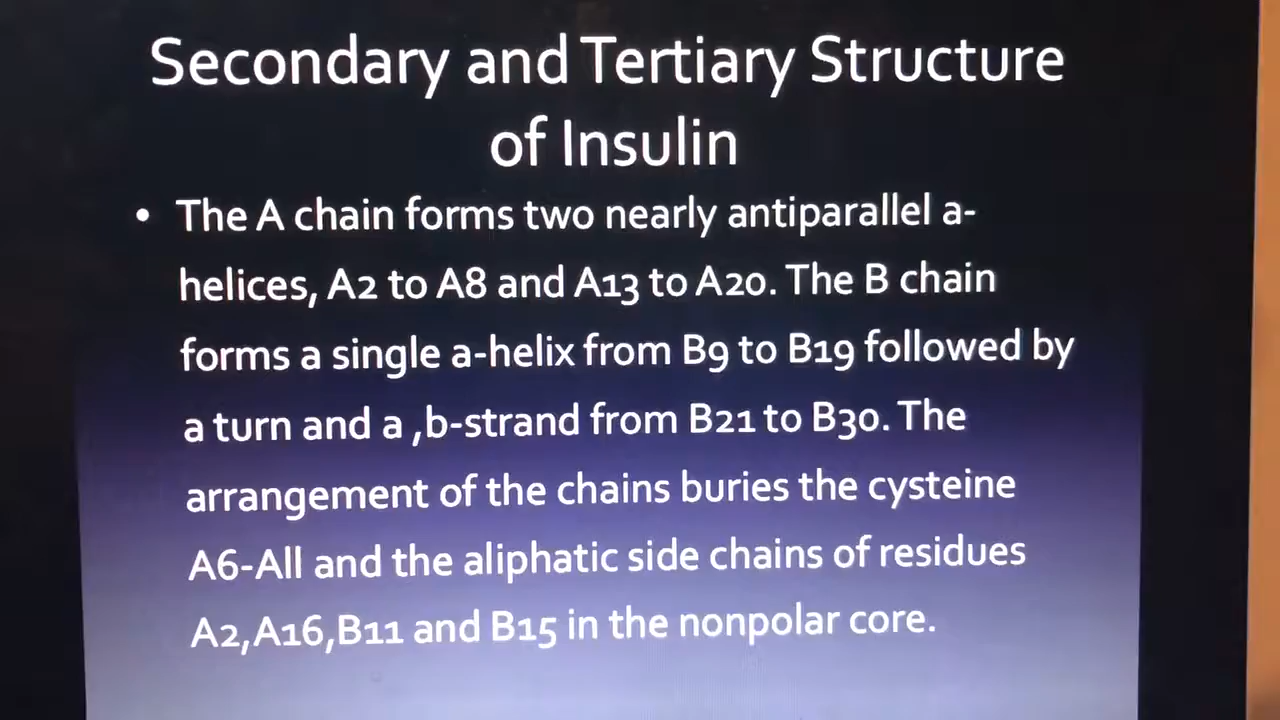 Secondary and Tertiary Structure
of Insulin
• The A chain forms two nearly antiparallel a-
helices, A2 to A8 and A13 to A20. The B chain
forms a single a-helix from B9 to B19 followed by
a turn and a ,b-strand from B21 to B30. The
arrangement of the chains buries the cysteine
A6-All and the aliphatic side chains of residues
A2,A16,B11 and B15 in the nonpolar core.